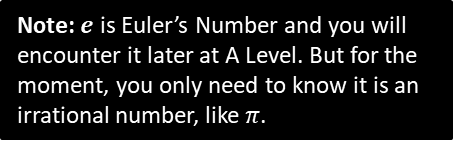 Note: 𝑒 is Euler’s Number and you will
encounter it later at A Level. But for the
moment, you only need to know it is an
irrational number, like 𝜋.